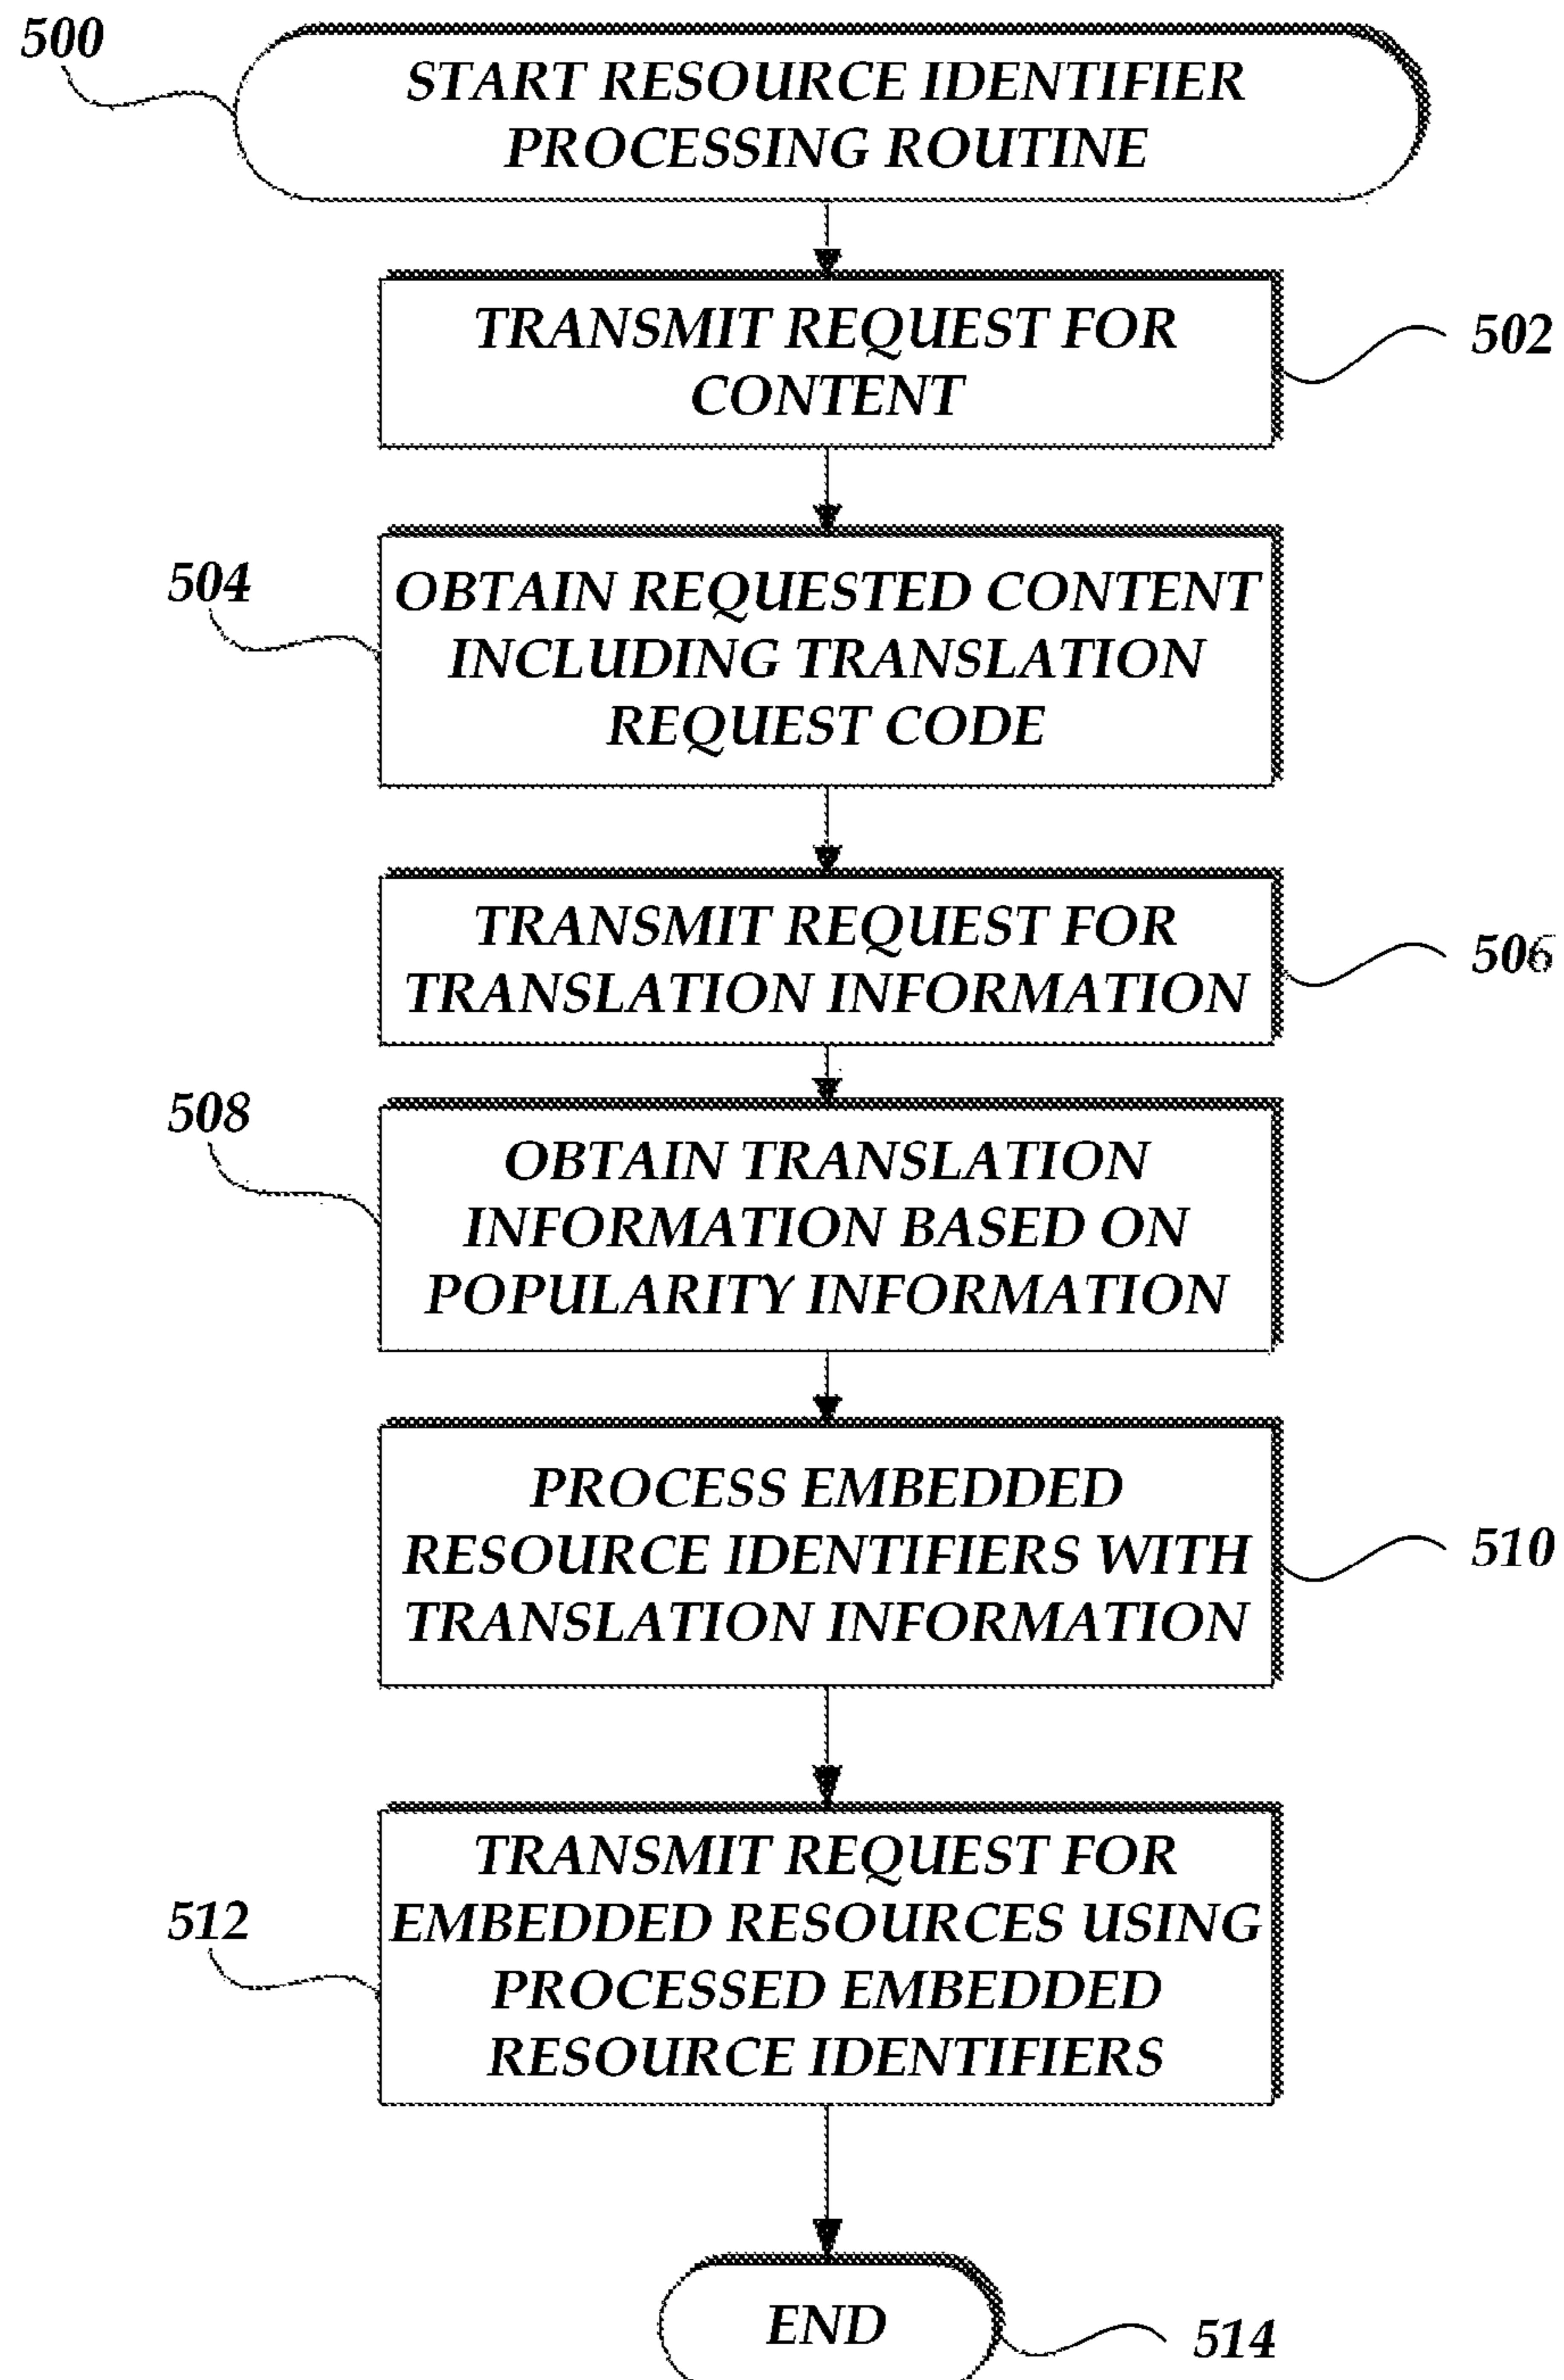 500
START RESOURCE IDENTIFIER
PROCESSING ROUTINE
TRANSMIT REQUEST FOR
CONTENT
502
504
OBTAIN REQUESTED CONTENT
INCLUDING TRANSLATION
REQUEST CODE
TRANSMIT REQUEST FOR
TRANSLATION INFORMATION
506
508
OBTAIN TRANSLATION
INFORMATION BASED ON
POPULARITY INFORMATION
PROCESS EMBEDDED
RESOURCE IDENTIFIERS WITH
TRANSLATION INFORMATION
510
TRANSMIT REQUEST FOR
EMBEDDED RESOURCES USING
PROCESSED EMBEDDED
RESOURCE IDENTIFIERS
512
END
514